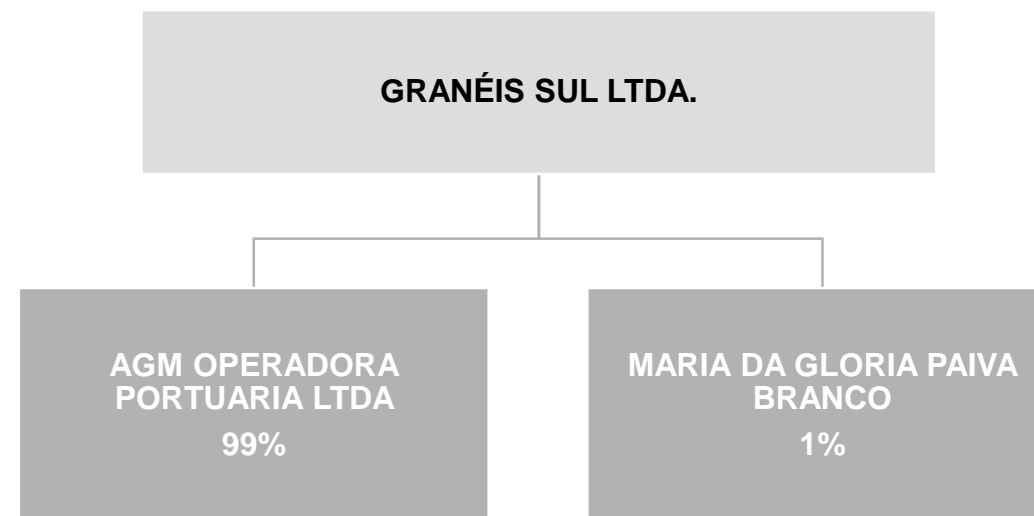 GRANÉIS SUL LTDA.
AGM OPERADORA
PORTUARIA LTDA
99%
MARIA DA GLORIA PAIVA
BRANCO
1%